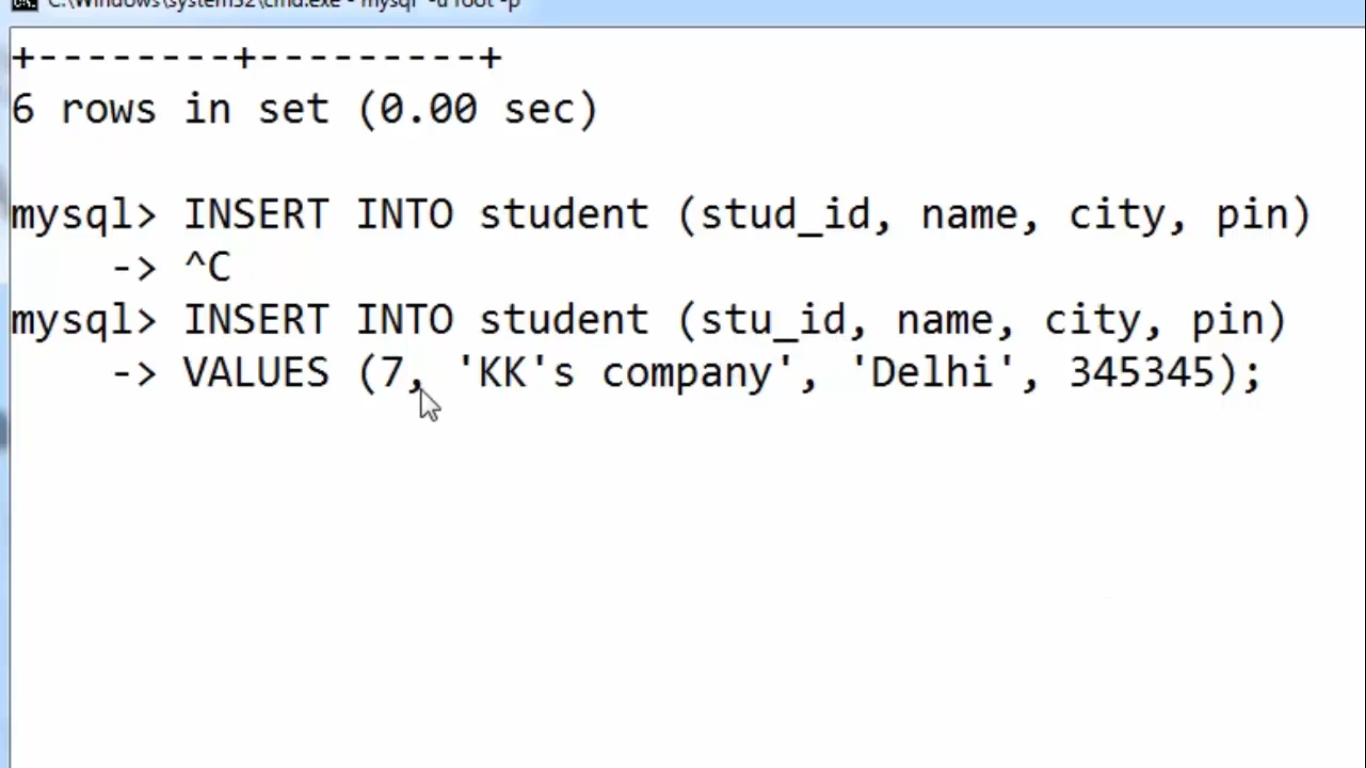 C:\Windows\system32\cmd.exe - mysql -u root -p
+--------+---------+
6 rows in set (0.00 sec)
mysql> INSERT INTO student (stud_id, name, city, pin)
-> ^C
mysql> INSERT INTO student (stu_id, name, city, pin)
-> VALUES (7, 'KK's company', 'Delhi', 345345);